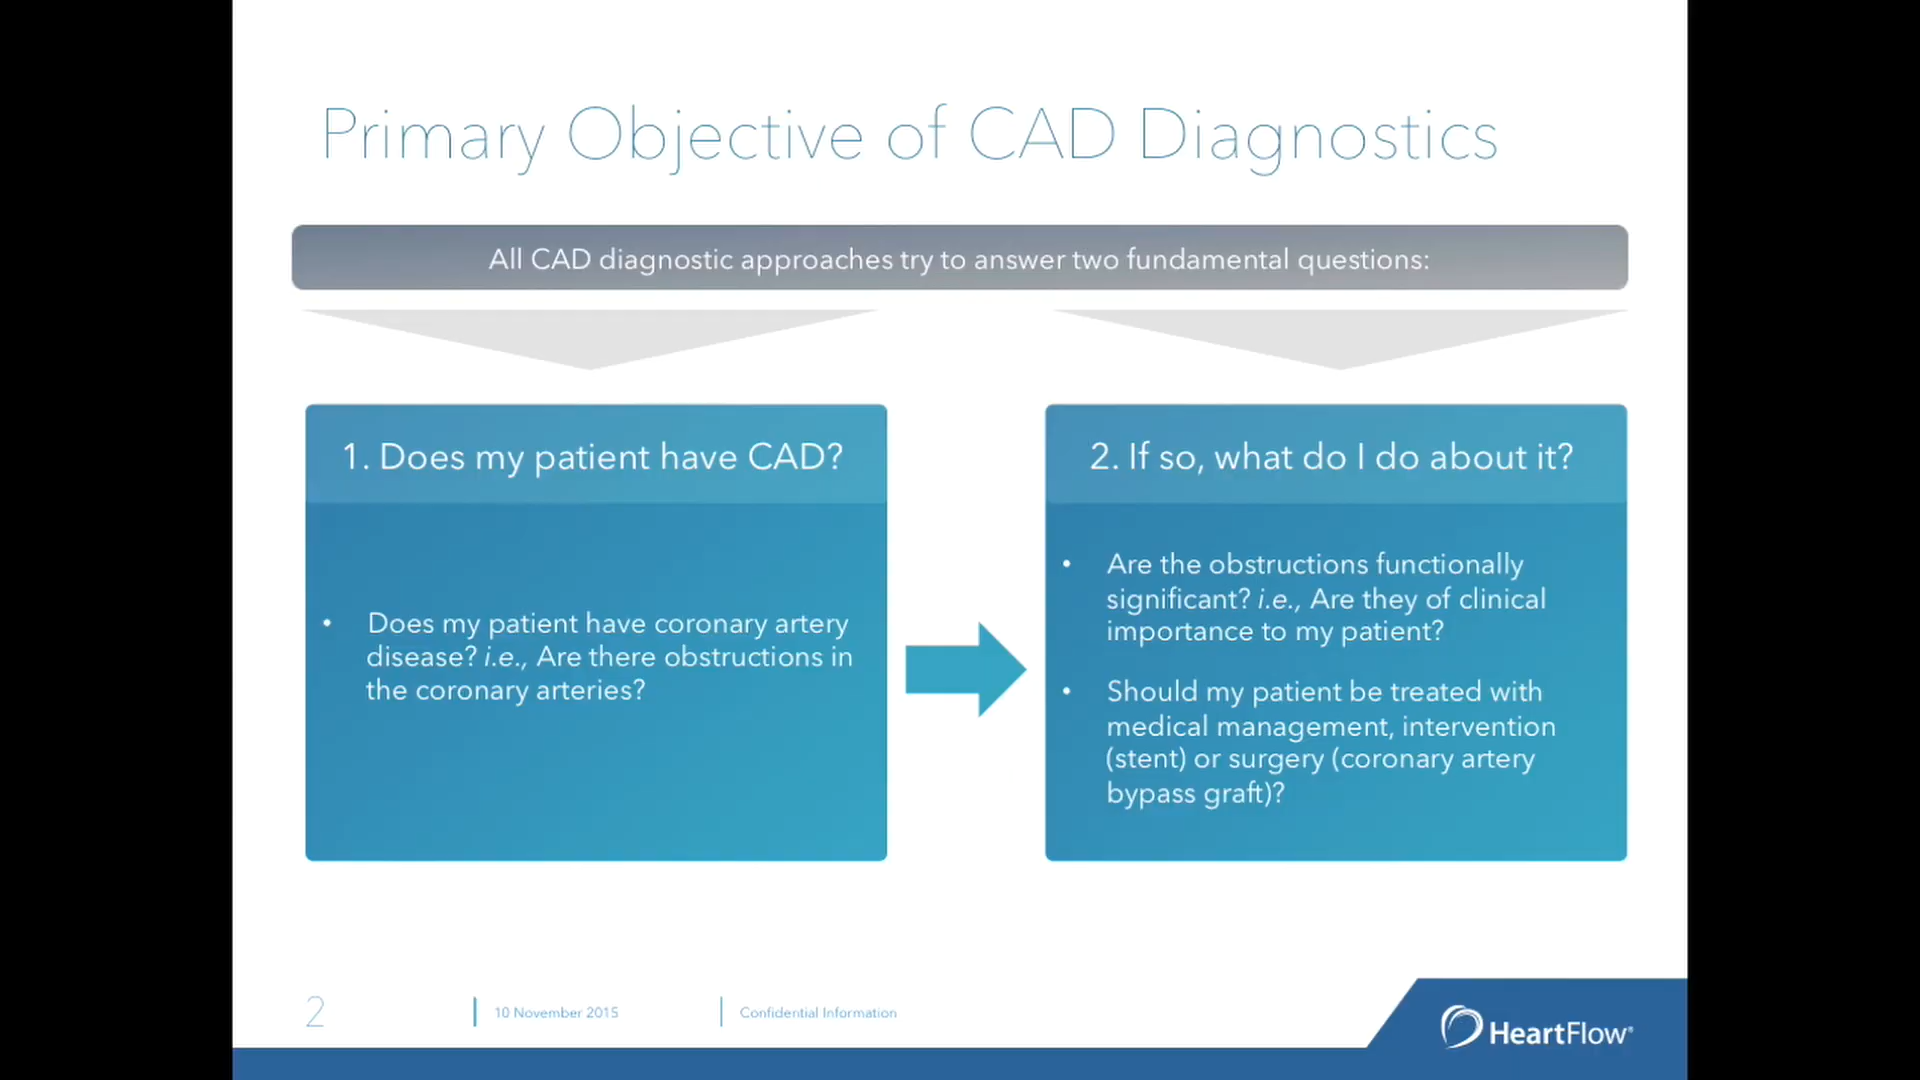 Primary Objective of CAD Diagnostics
All CAD diagnostic approaches try to answer two fundamental questions:
1. Does my patient have CAD?
• Does my patient have coronary artery
disease? i.e., Are there obstructions in
the coronary arteries?
2. If so, what do I do about it?
• Are the obstructions functionally
significant? i.e., Are they of clinical
importance to my patient?
• Should my patient be treated with
medical management, intervention
(stent) or surgery (coronary artery
bypass graft)?
2
10 November 2015
Confidential Information
HeartFlow®